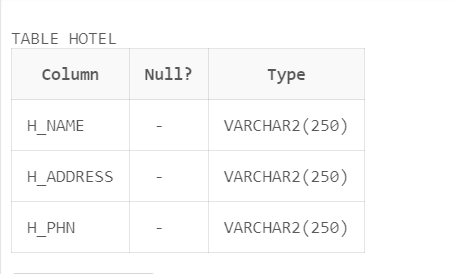 TABLE HOTEL
Column Null? Type
H_NAME - VARCHAR2(250)
H_ADDRESS - VARCHAR2(250)
H_PHN - VARCHAR2(250)